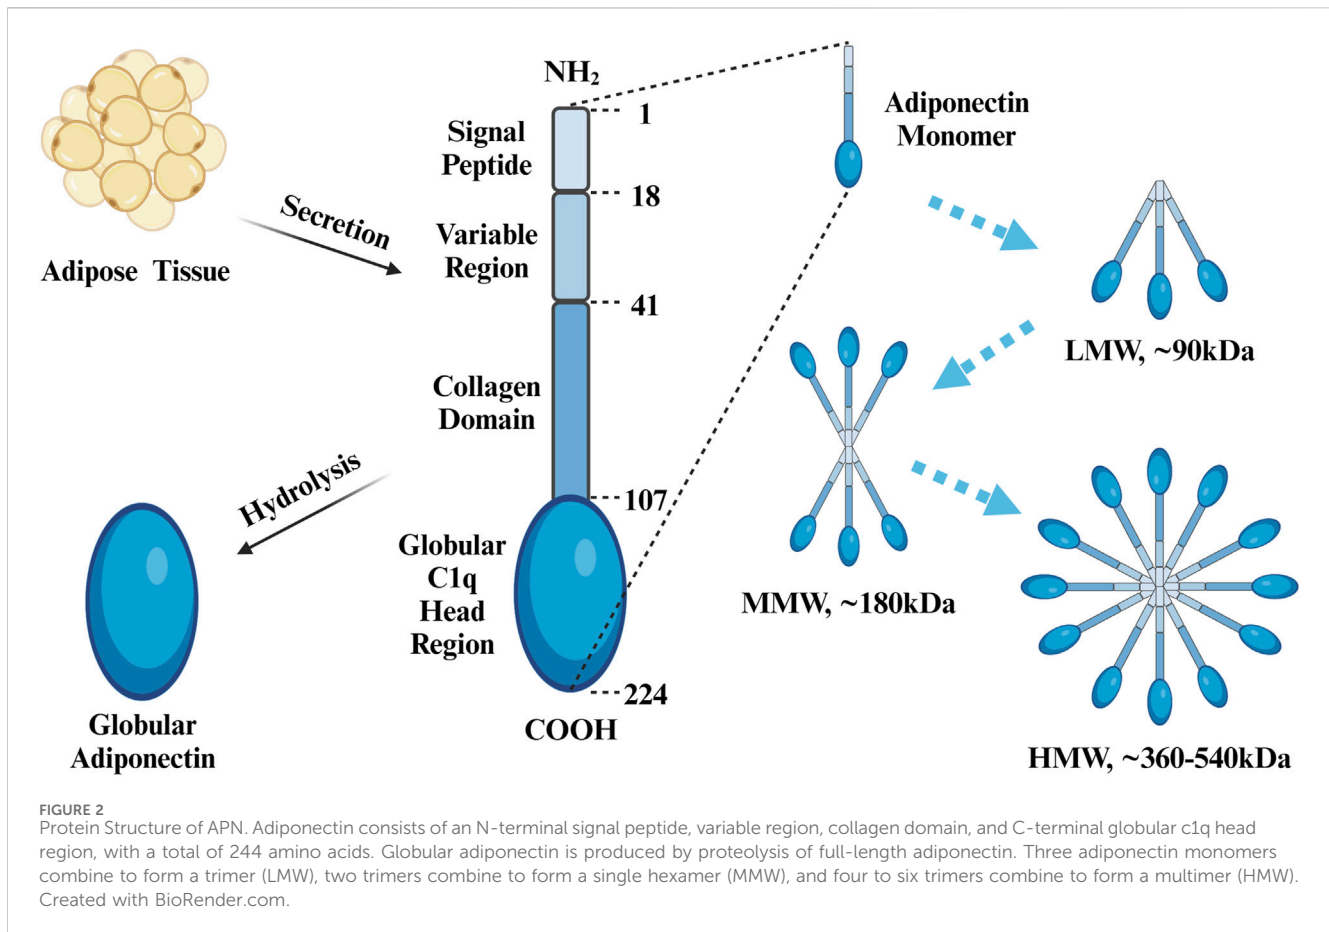 NH₂
1
Signal
Peptide
18
Variable
Region
41
Collagen
Domain
107
Globular
C1q
Head
Region
224
COOH
Adipose Tissue
Secretion
Hydrolysis
Globular
Adiponectin
Adiponectin
Monomer
LMW, ~90kDa
MMW, ~180kDa
HMW, ~360-540kDa
FIGURE 2
Protein Structure of APN. Adiponectin consists of an N-terminal signal peptide, variable region, collagen domain, and C-terminal globular c1q head
region, with a total of 244 amino acids. Globular adiponectin is produced by proteolysis of full-length adiponectin. Three adiponectin monomers
combine to form a trimer (LMW), two trimers combine to form a single hexamer (MMW), and four to six trimers combine to form a multimer (HMW).
Created with BioRender.com.